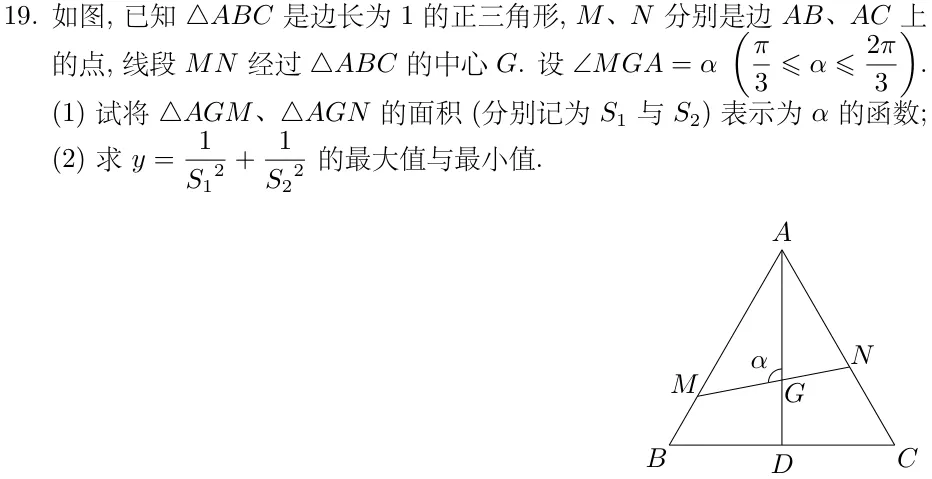 19. 如图, 已知 △ABC 是边长为 1 的正三角形, M、N 分别是边 AB、AC 上
的点, 线段 MN 经过 △ABC 的中心 G. 设 ∠MGA = α (π/3 ⩽ α ⩽ 2π/3).
(1) 试将 △AGM、△AGN 的面积 (分别记为 S₁ 与 S₂) 表示为 α 的函数;
(2) 求 y = 1/S₁² + 1/S₂² 的最大值与最小值.
A
α
N
M
G
B
D
C